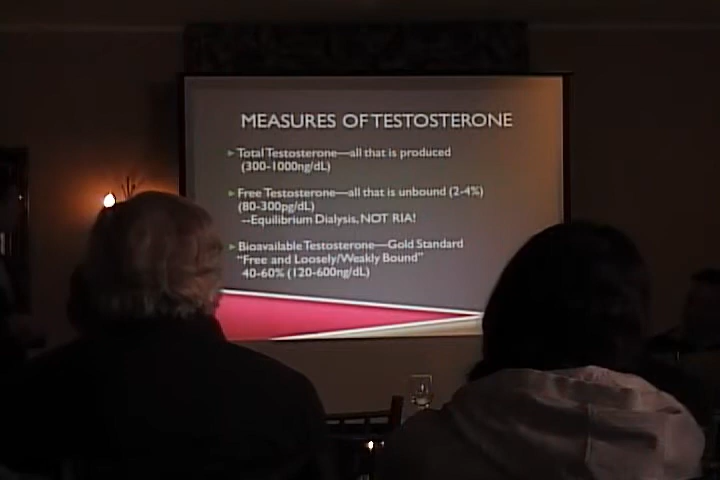 MEASURES OF TESTOSTERONE
Total Testosterone—all that is produced
(300-1000ng/dL)
Free Testosterone—all that is unbound (2-4%)
(80-300pg/dL)
--Equilibrium Dialysis, NOT RIA!
Bioavailable Testosterone—Gold Standard
"Free and Loosely/Weakly Bound"
40-60% (120-600ng/dL)